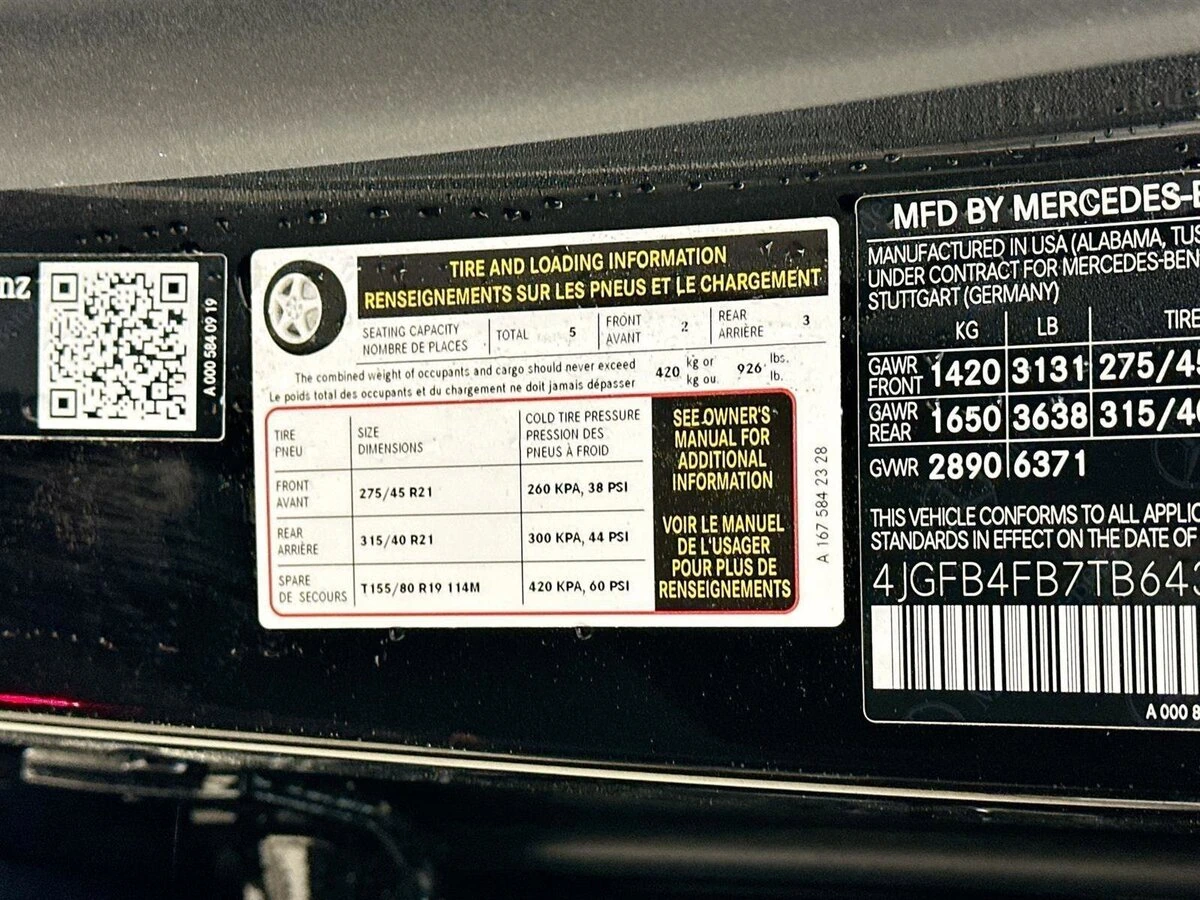 nz
A 000 584 09 19
TIRE AND LOADING INFORMATION
RENSEIGNEMENTS SUR LES PNEUS ET LE CHARGEMENT
SEATING CAPACITY
NOMBRE DE PLACES
TOTAL 5
FRONT
AVANT
2
REAR
ARRIÈRE
3
The combined weight of occupants and cargo should never exceed
Le poids total des occupants et du chargement ne doit jamais dépasser
420
kg or
kg ou
926
lbs.
lb.
TIRE
PNEU
SIZE
DIMENSIONS
COLD TIRE PRESSURE
PRESSION DES
PNEUS À FROID
FRONT
AVANT
275/45 R21
260 KPA, 38 PSI
REAR
ARRIÈRE
315/40 R21
300 KPA, 44 PSI
SPARE
DE SECOURS
T155/80 R19 114M
420 KPA, 60 PSI
SEE OWNER'S
MANUAL FOR
ADDITIONAL
INFORMATION
VOIR LE MANUEL
DE L'USAGER
POUR PLUS DE
RENSEIGNEMENTS
A 167 584 23 28
MFD BY MERCEDES-
MANUFACTURED IN USA (ALABAMA, TUS
UNDER CONTRACT FOR MERCEDES-BEN
STUTTGART (GERMANY)
KG LB TIRE
GAWR
FRONT
1420 3131 275/45
GAWR
REAR
1650 3638 315/40
GVWR 2890 6371
THIS VEHICLE CONFORMS TO ALL APPLIC
STANDARDS IN EFFECT ON THE DATE OF
4JGFB4FB7TB643
A 000 8